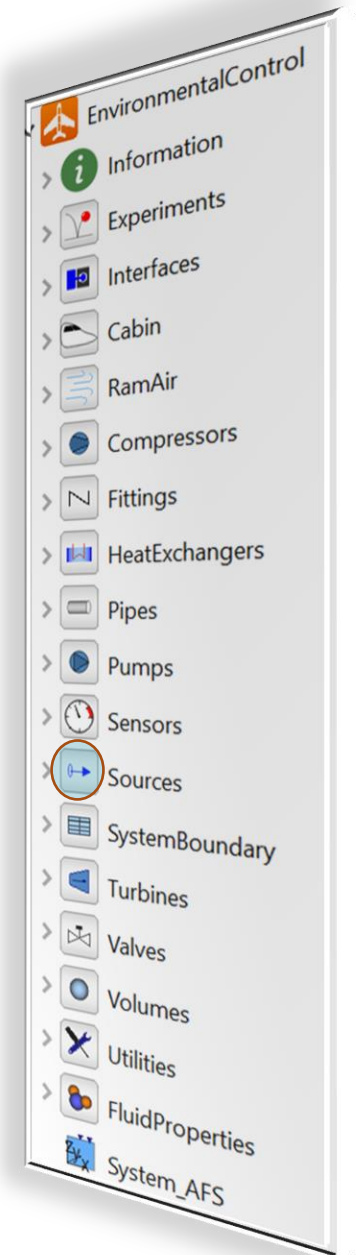 EnvironmentalControl
Information
Experiments
Interfaces
Cabin
RamAir
Compressors
Fittings
HeatExchangers
Pipes
Pumps
Sensors
Sources
SystemBoundary
Turbines
Valves
Volumes
Utilities
FluidProperties
System_AFS